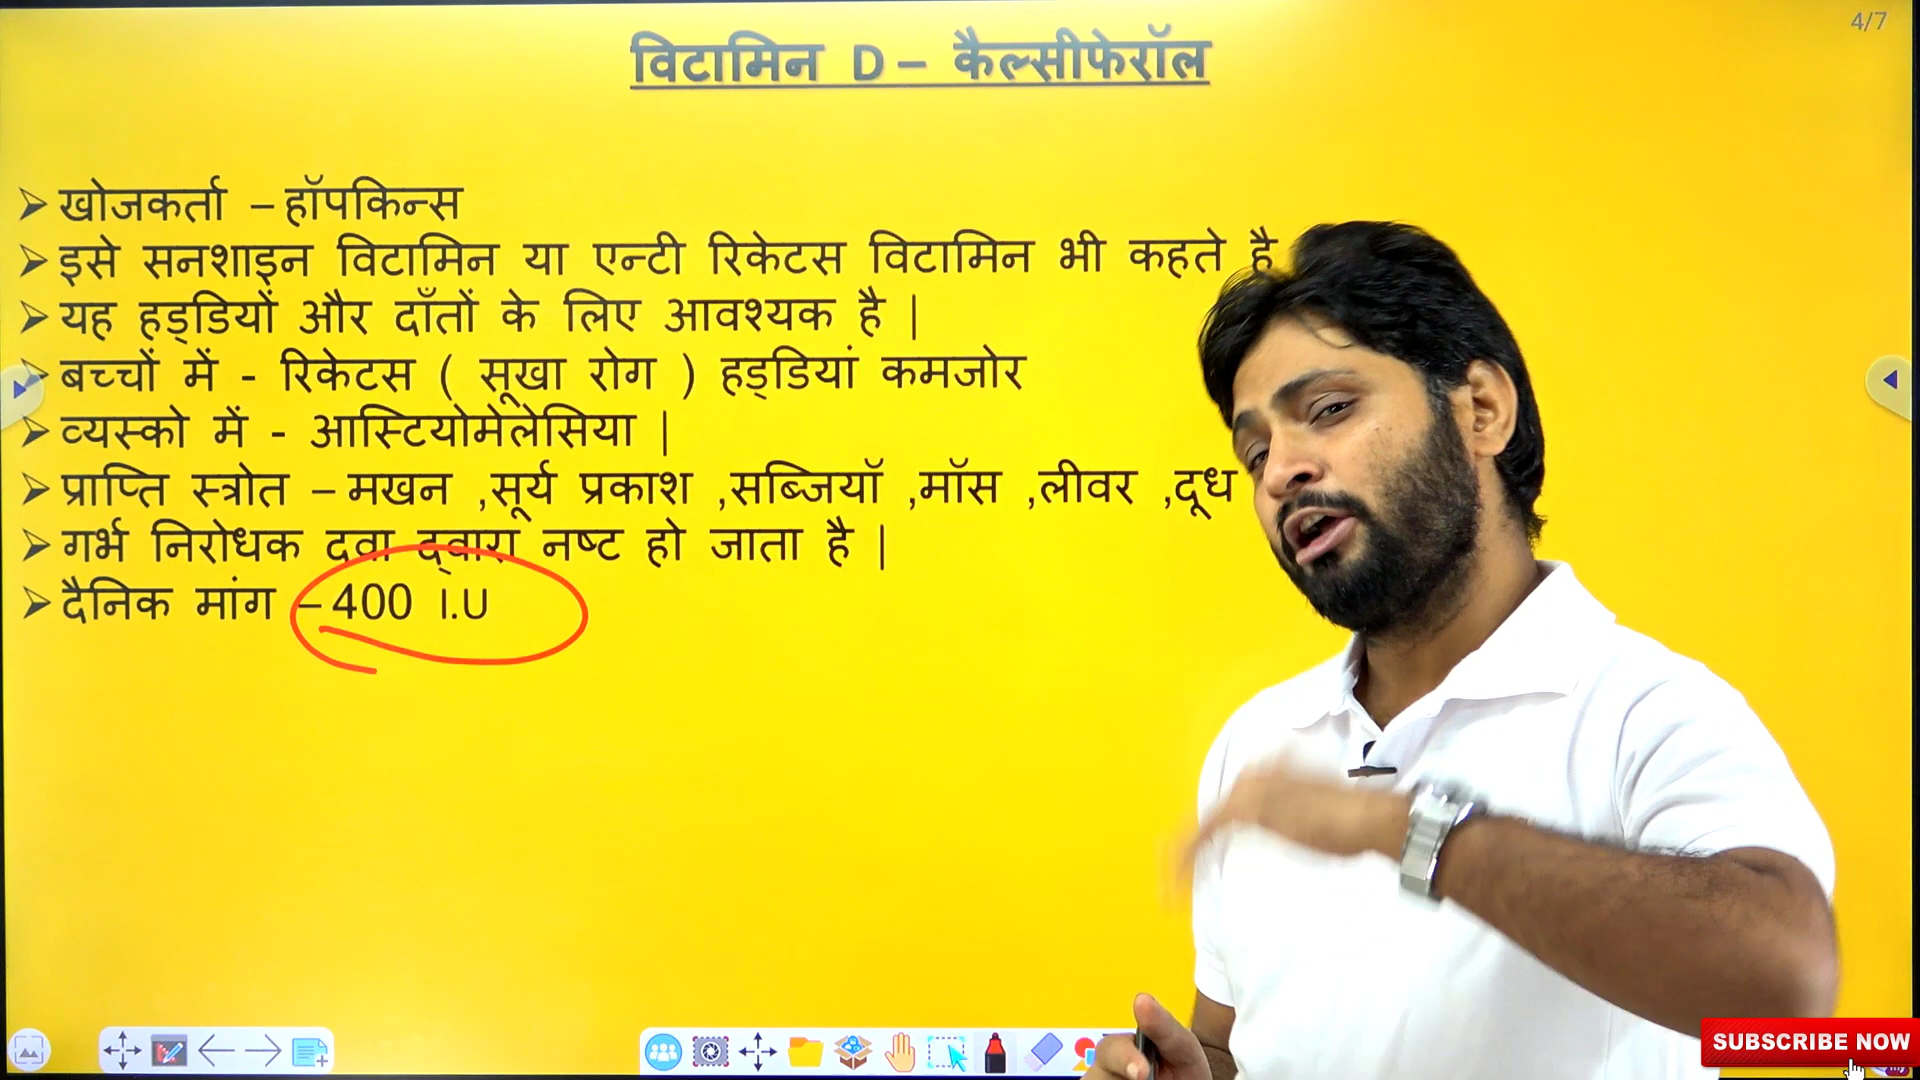 4/7
विटामिन D – कैल्सीफेरॉल
➢ खोजकर्ता – हॉपकिन्स
➢ इसे सनशाइन विटामिन या एन्टी रिकेटस विटामिन भी कहते है
➢ यह हड्डियों और दाँतों के लिए आवश्यक है |
➢ बच्चों में - रिकेटस ( सूखा रोग ) हड्डियां कमजोर
➢ व्यस्को में - आस्टियोमेलेसिया |
➢ प्राप्ति स्त्रोत – मखन ,सूर्य प्रकाश ,सब्जियॉ ,मॉस ,लीवर ,दूध
➢ गर्भ निरोधक दवा द्वारा नष्ट हो जाता है |
➢ दैनिक मांग – 400 I.U
SUBSCRIBE NOW